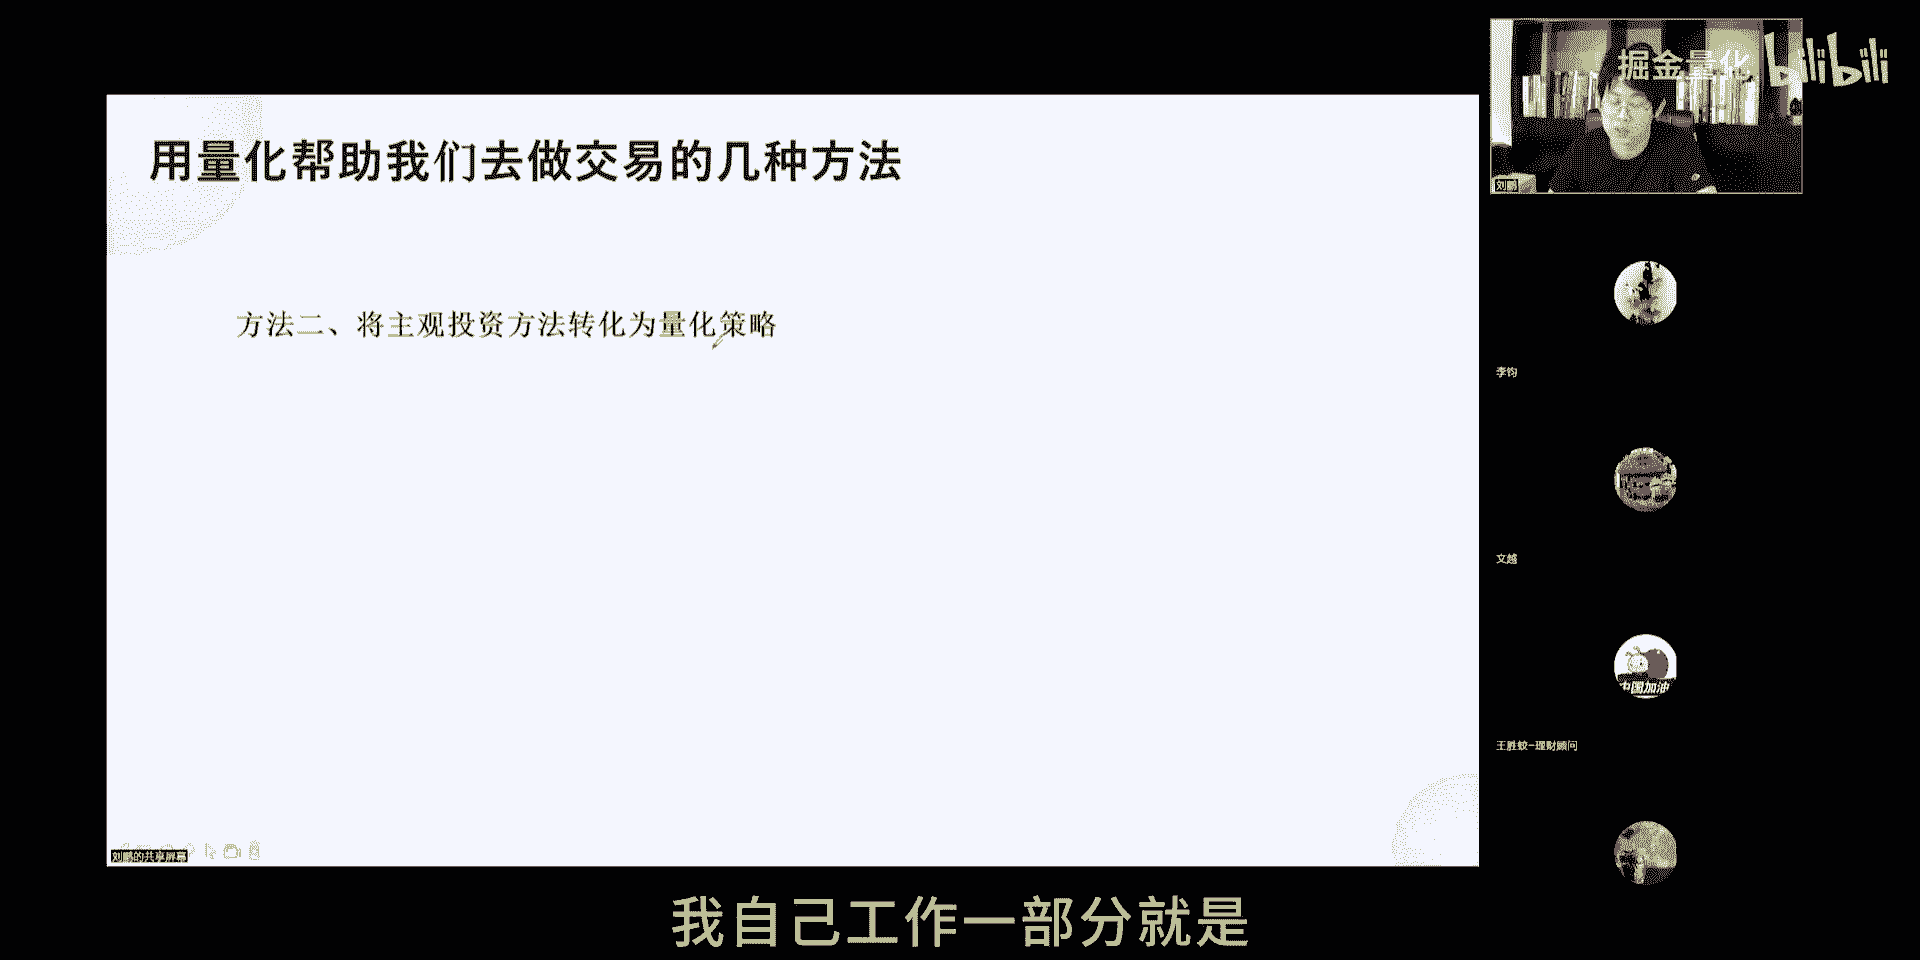 掘金量化 bilibili
用量化帮助我们去做交易的几种方法
刘鹏
方法二、将主观投资方法转化为量化策略
李钧
文越
中国加油
王胜蛟-理财顾问
刘鹏的共享屏幕
我自己工作一部分就是